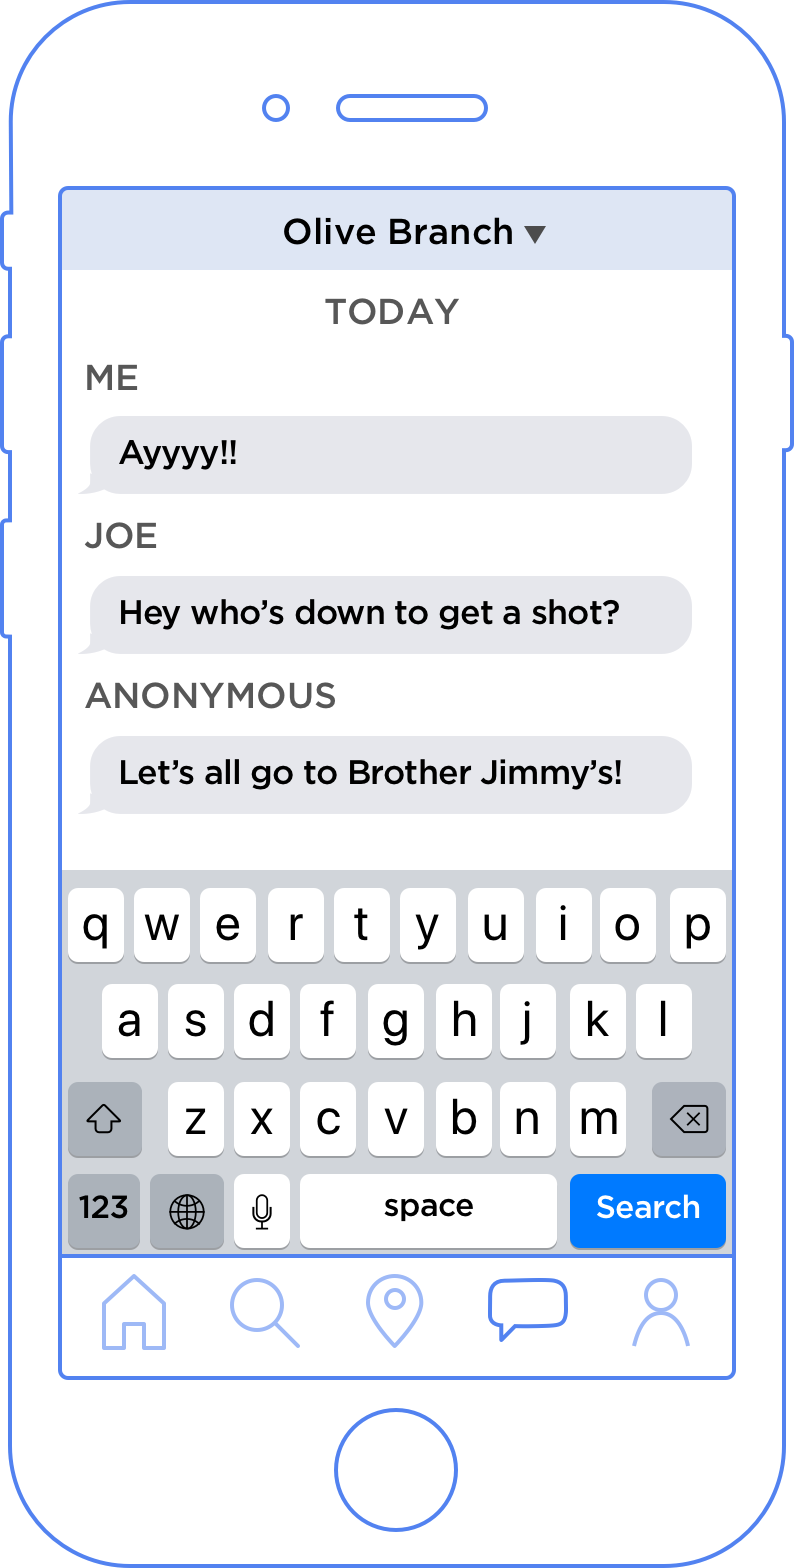 Olive Branch ▼
TODAY
ME
Ayyyy!!
JOE
Hey who’s down to get a shot?
ANONYMOUS
Let’s all go to Brother Jimmy’s!
q w e r t y u i o p
a s d f g h j k l
z x c v b n m
123 space Search